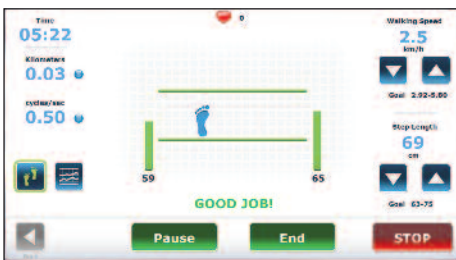 Time
05:22
Kilometers
0.03
cycles/sec
0.50
0
59
65
GOOD JOB!
Walking Speed
2.5
km/h
Goal 2.02-5.00
Step Length
69
cm
Goal 63-75
Pause
End
STOP